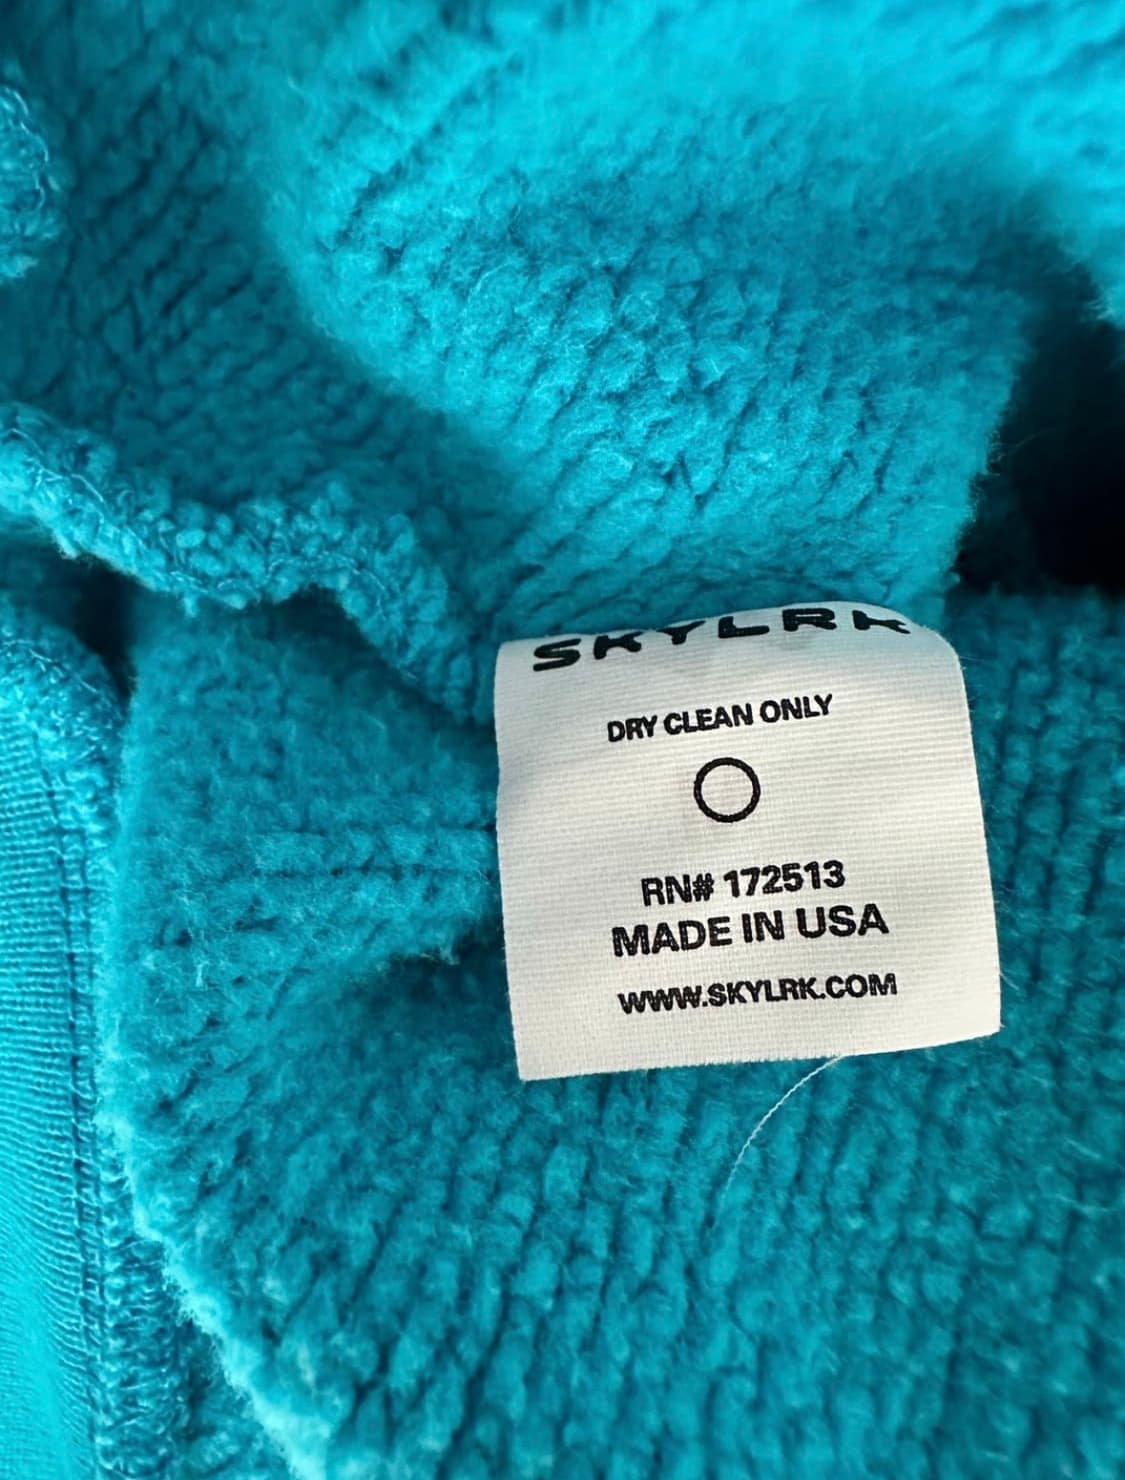 SKYLRK
DRY CLEAN ONLY
RN# 172513
MADE IN USA
WWW.SKYLRK.COM